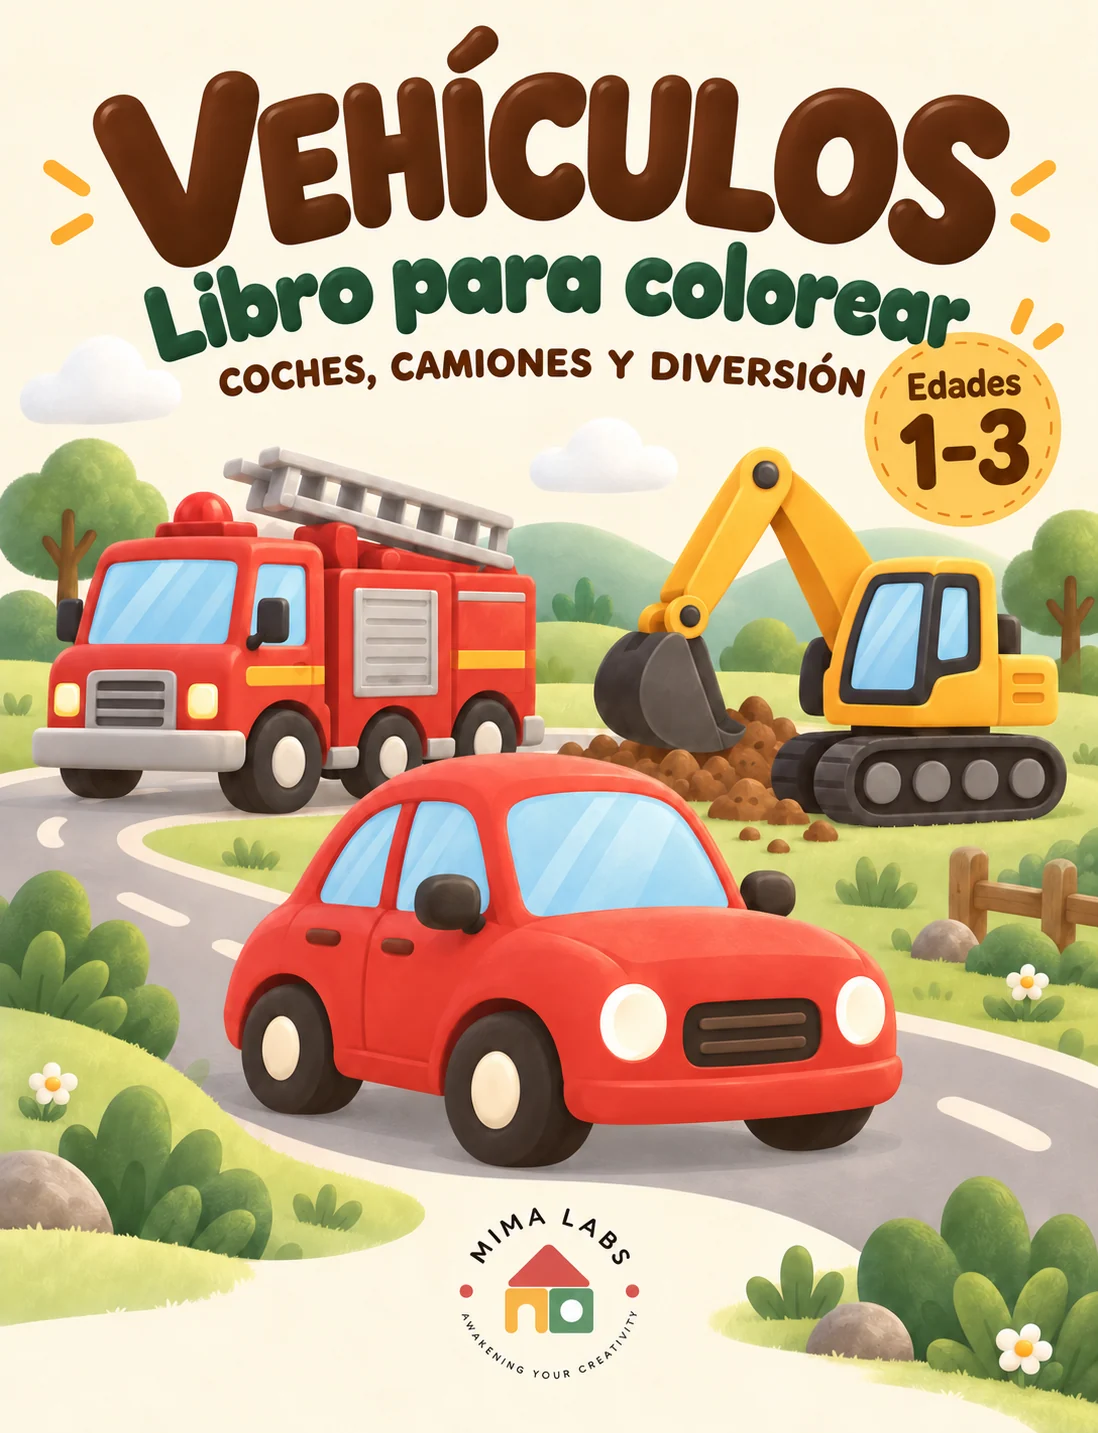 VEHÍCULOS
Libro para colorear
COCHES, CAMIONES Y DIVERSIÓN
Edades
1-3
MIMA LABS
AWAKENING YOUR CREATIVITY